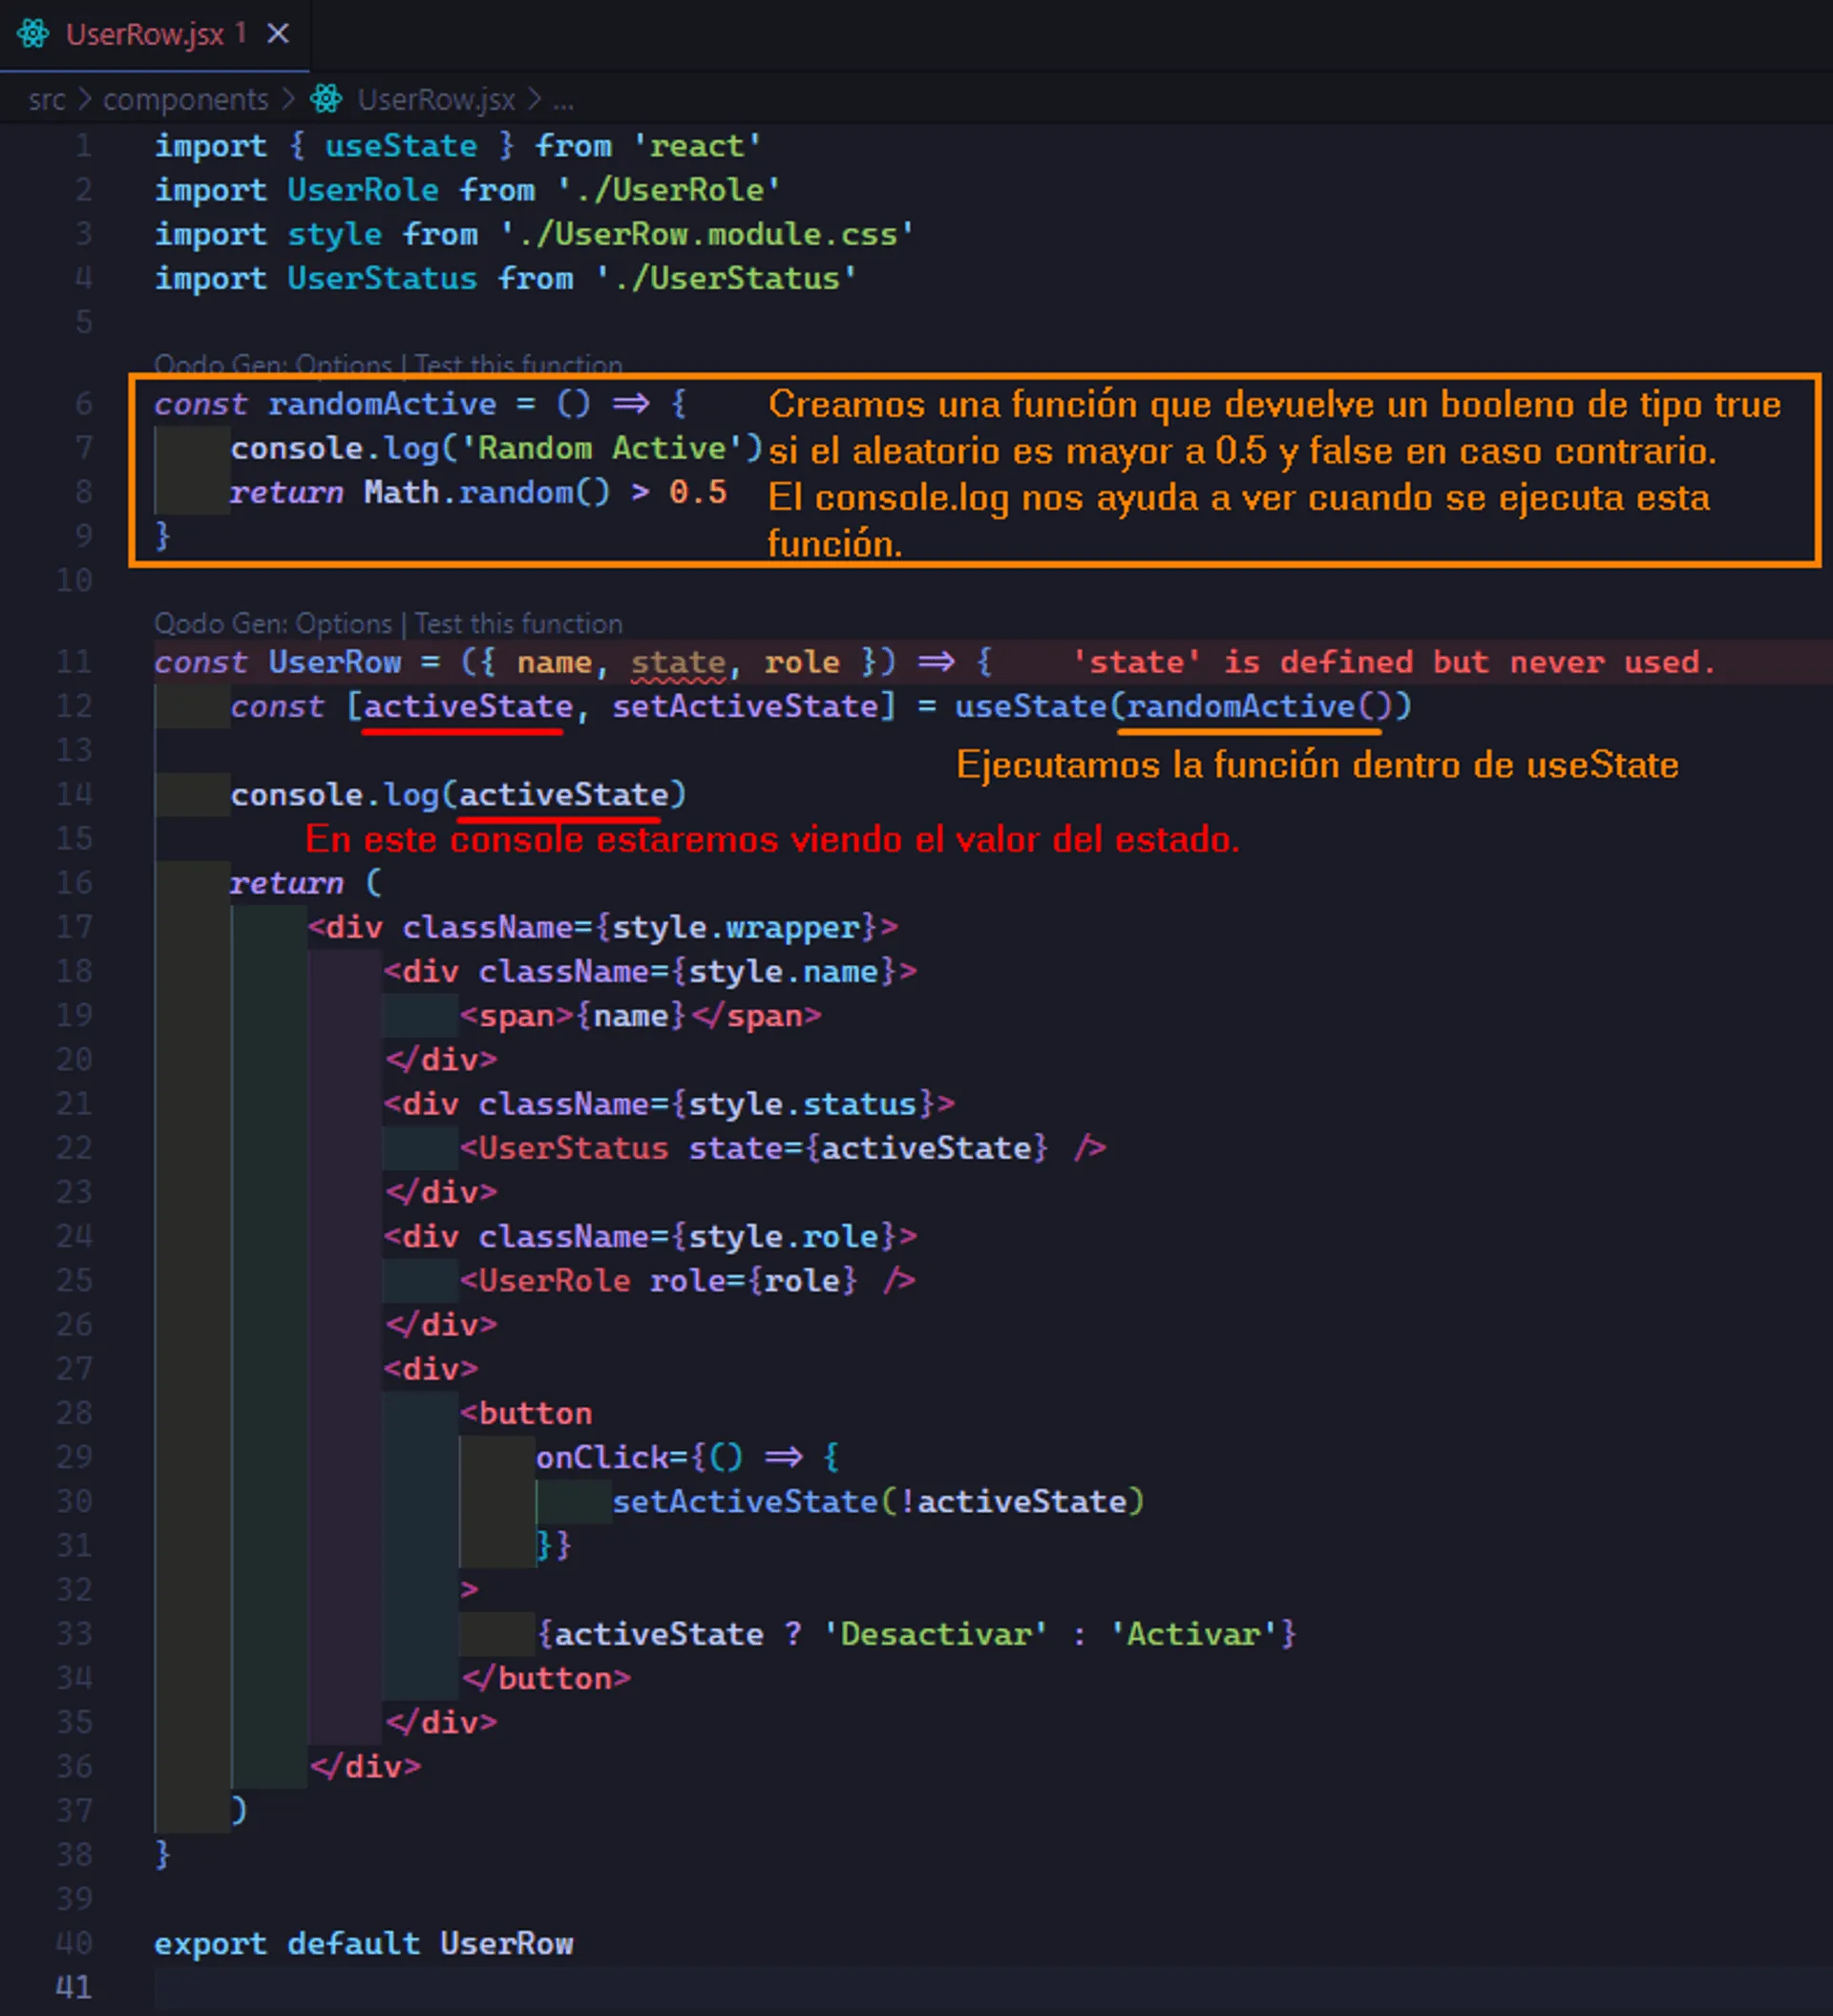 UserRow.jsx 1
src > components > UserRow.jsx > ...
1 import { useState } from 'react'
2 import UserRole from './UserRole'
3 import style from './UserRow.module.css'
4 import UserStatus from './UserStatus'
5
Qodo Gen: Options | Test this function
6 const randomActive = () => { Creamos una función que devuelve un booleno de tipo true
7 console.log('Random Active') si el aleatorio es mayor a 0.5 y false en caso contrario.
8 return Math.random() > 0.5 El console.log nos ayuda a ver cuando se ejecuta esta
9 } función.
10
Qodo Gen: Options | Test this function
11 const UserRow = ({ name, state, role }) => { 'state' is defined but never used.
12 const [activeState, setActiveState] = useState(randomActive())
13 Ejecutamos la función dentro de useState
14 console.log(activeState)
15 En este console estaremos viendo el valor del estado.
16 return (
17 <div className={style.wrapper}>
18 <div className={style.name}>
19 <span>{name}</span>
20 </div>
21 <div className={style.status}>
22 <UserStatus state={activeState} />
23 </div>
24 <div className={style.role}>
25 <UserRole role={role} />
26 </div>
27 <div>
28 <button
29 onClick={() => {
30 setActiveState(!activeState)
31 }}
32 >
33 {activeState ? 'Desactivar' : 'Activar'}
34 </button>
35 </div>
36 </div>
37 )
38 }
39
40 export default UserRow
41